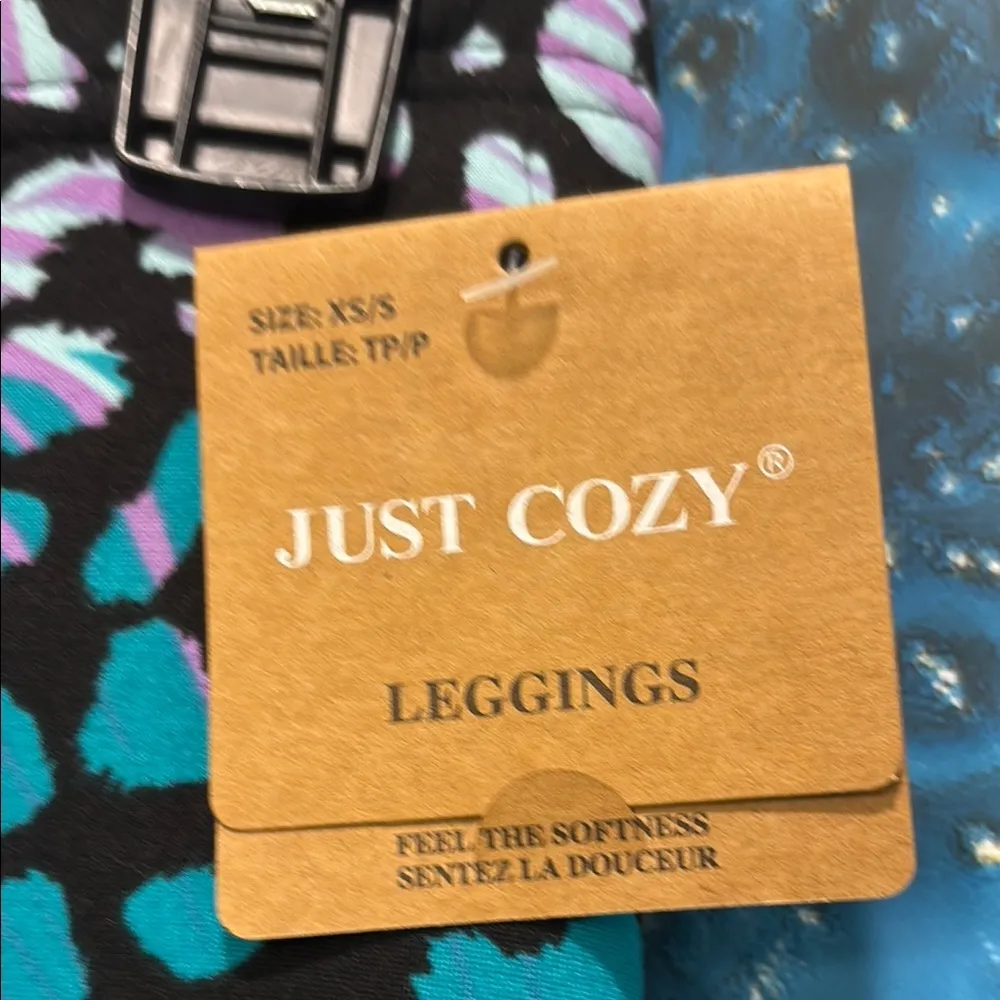 SIZE: XS/S
TAILLE: TP/P
JUST COZY®
LEGGINGS
FEEL THE SOFTNESS
SENTEZ LA DOUCEUR